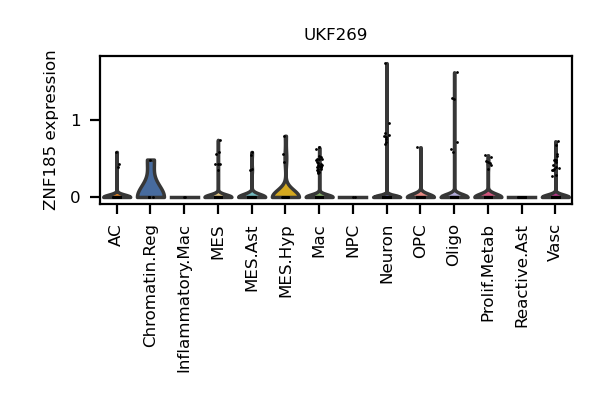 UKF269
ZNF185 expression
1
0
AC
Chromatin.Reg
Inflammatory.Mac
MES
MES.Ast
MES.Hyp
Mac
NPC
Neuron
OPC
Oligo
Prolif.Metab
Reactive.Ast
Vasc